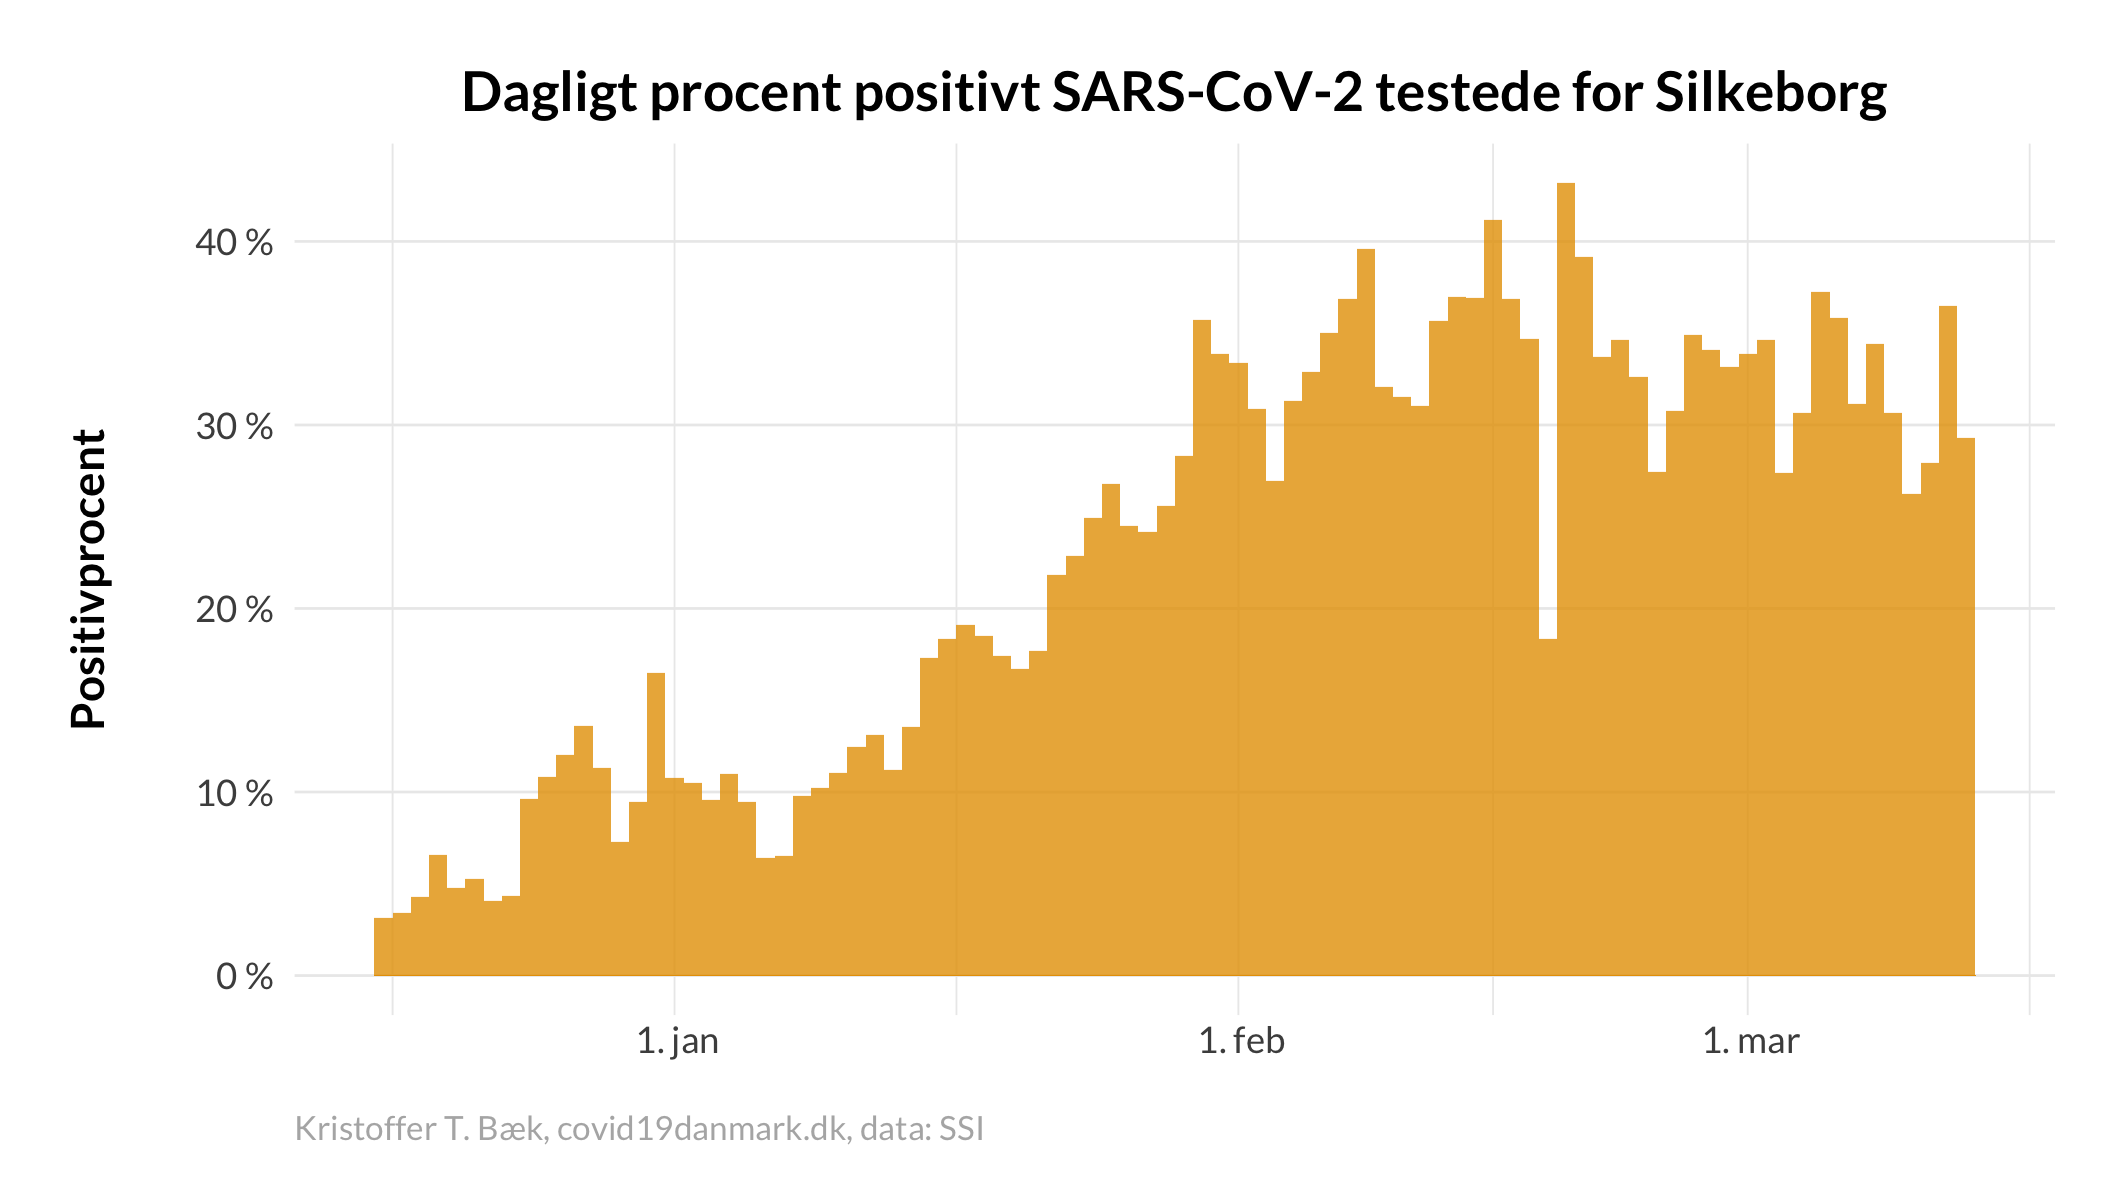 Dagligt procent positivt SARS-CoV-2 testede for Silkeborg
Positivprocent
40 %
30 %
20 %
10 %
0 %
1. jan
1. feb
1. mar
Kristoffer T. Bæk, covid19danmark.dk, data: SSI